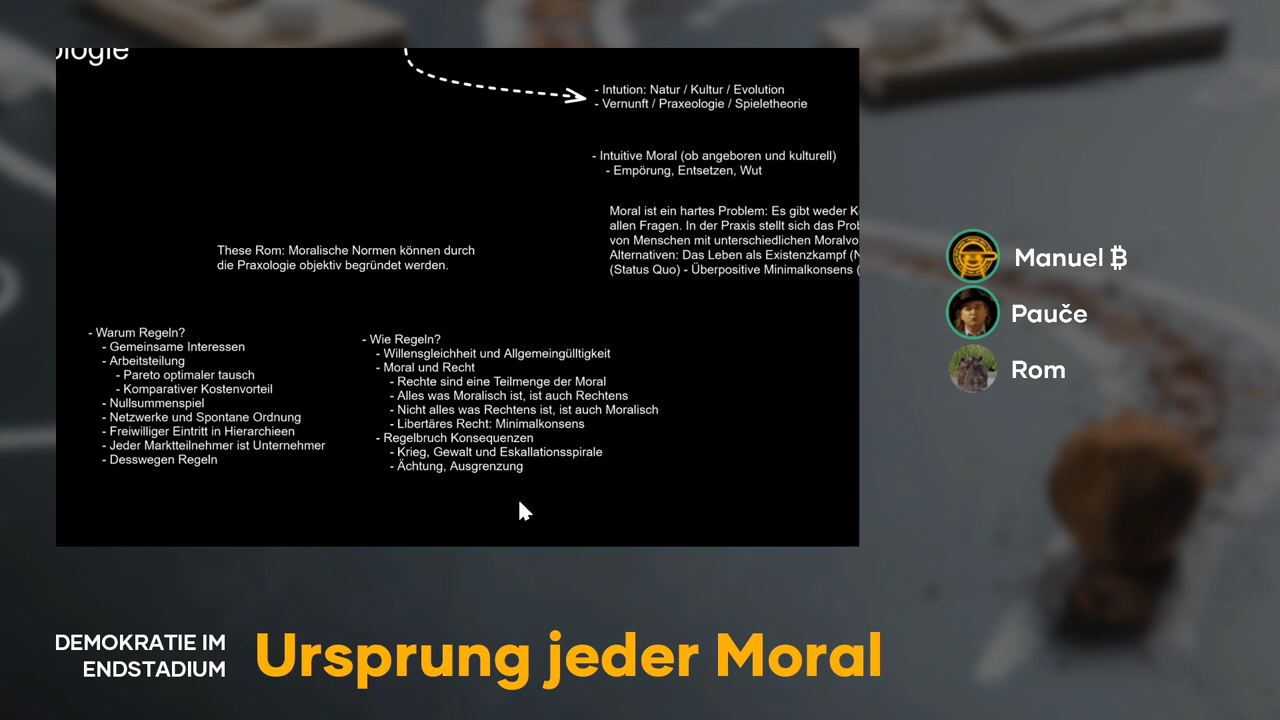 ologie
- Intution: Natur / Kultur / Evolution
- Vernunft / Praxeologie / Spieletheorie
- Intuitive Moral (ob angeboren und kulturell)
- Empörung, Entsetzen, Wut
Moral ist ein hartes Problem: Es gibt weder K
allen Fragen. In der Praxis stellt sich das Prob
von Menschen mit unterschiedlichen Moralvo
Alternativen: Das Leben als Existenzkampf (N
(Status Quo) - Überpositive Minimalkonsens (
These Rom: Moralische Normen können durch
die Praxologie objektiv begründet werden.
- Warum Regeln?
- Gemeinsame Interessen
- Arbeitsteilung
- Pareto optimaler tausch
- Komparativer Kostenvorteil
- Nullsummenspiel
- Netzwerke und Spontane Ordnung
- Freiwilliger Eintritt in Hierarchieen
- Jeder Marktteilnehmer ist Unternehmer
- Desswegen Regeln
- Wie Regeln?
- Willensgleichheit und Allgemeingülltigkeit
- Moral und Recht
- Rechte sind eine Teilmenge der Moral
- Alles was Moralisch ist, ist auch Rechtens
- Nicht alles was Rechtens ist, ist auch Moralisch
- Libertäres Recht: Minimalkonsens
- Regelbruch Konsequenzen
- Krieg, Gewalt und Eskallationsspirale
- Ächtung, Ausgrenzung
Manuel ₿
Pauče
Rom
DEMOKRATIE IM
ENDSTADIUM
Ursprung jeder Moral